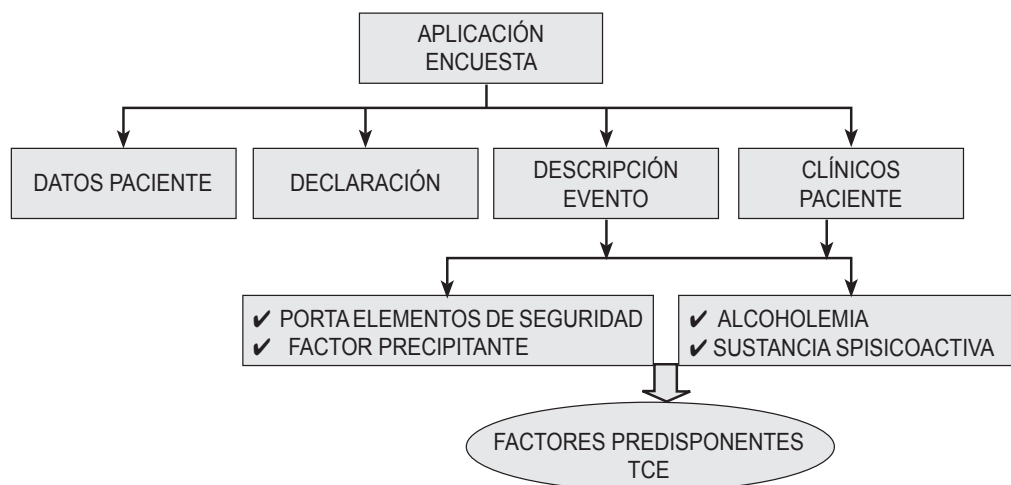 APLICACIÓN
ENCUESTA
DATOS PACIENTE
DECLARACIÓN
DESCRIPCIÓN
EVENTO
CLÍNICOS
PACIENTE
✔ PORTA ELEMENTOS DE SEGURIDAD
✔ FACTOR PRECIPITANTE
✔ ALCOHOLEMIA
✔ SUSTANCIA SPISICOACTIVA
FACTORES PREDISPONENTES
TCE